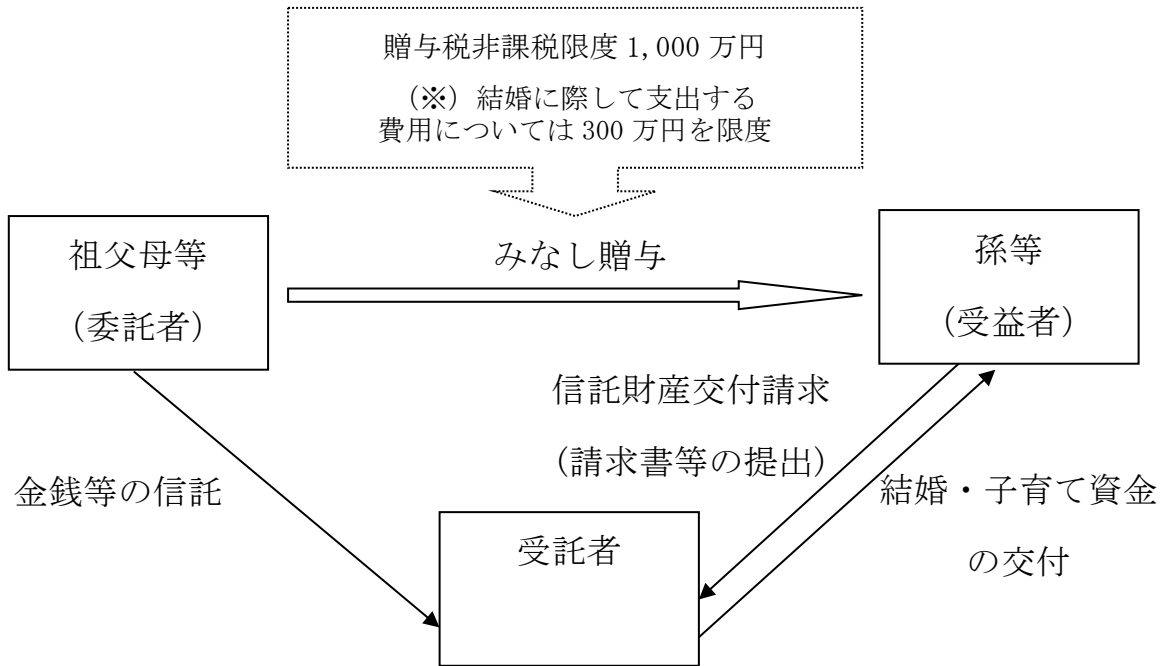 贈与税非課税限度 1,000 万円
（※）結婚に際して支出する
費用については 300 万円を限度
祖父母等
（委託者）
みなし贈与
孫等
（受益者）
信託財産交付請求
（請求書等の提出）
金銭等の信託
結婚・子育て資金
の交付
受託者